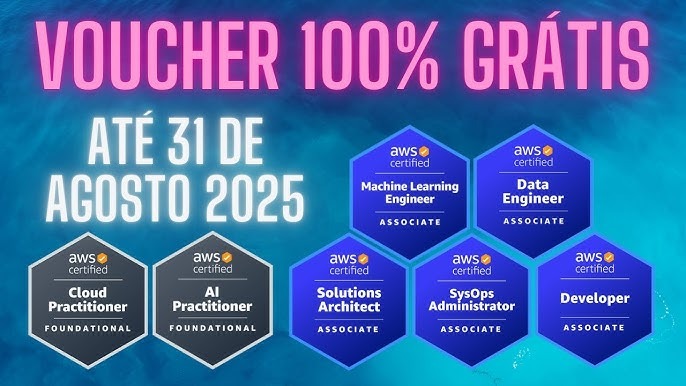 VOUCHER 100% GRÁTIS
ATÉ 31 DE
AGOSTO 2025
aws
certified
Machine Learning
Engineer
ASSOCIATE
aws
certified
Data
Engineer
ASSOCIATE
aws
certified
Cloud
Practitioner
FOUNDATIONAL
aws
certified
AI
Practitioner
FOUNDATIONAL
aws
certified
Solutions
Architect
ASSOCIATE
aws
certified
SysOps
Administrator
ASSOCIATE
aws
certified
Developer
ASSOCIATE